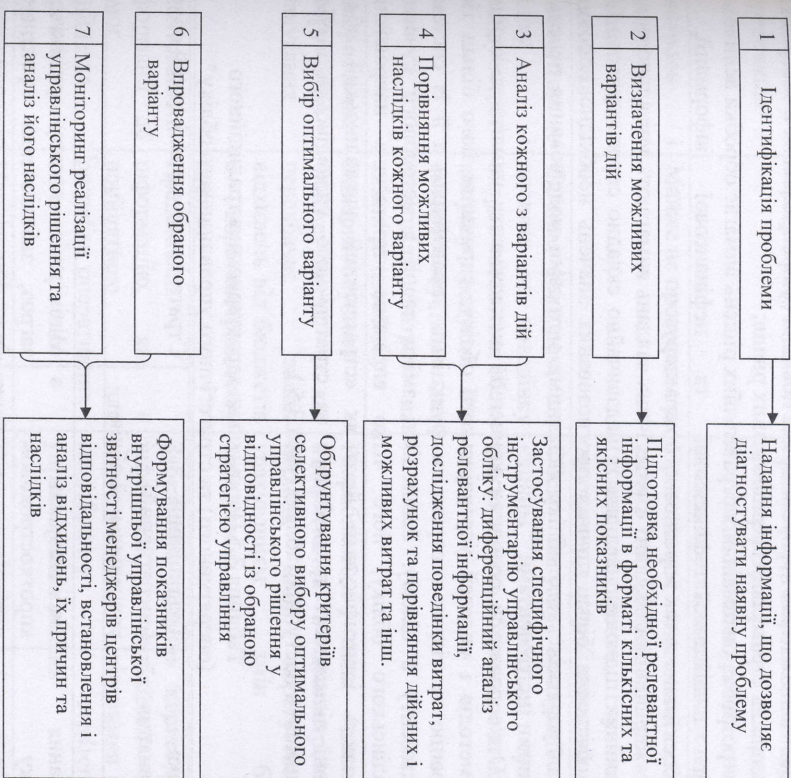 1
Ідентифікація проблеми
Надання інформації, що дозволяє
діагностувати наявну проблему
2
Визначення можливих
варіантів дій
Підготовка необхідної релевантної
інформації в форматі кількісних та
якісних показників
3
Аналіз кожного з варіантів дій
4
Порівняння можливих
наслідків кожного варіанту
Застосування специфічного
інструментарію управлінського
обліку: диференційний аналіз
релевантної інформації,
дослідження поведінки витрат,
розрахунок та порівняння дійсних і
можливих витрат та інш.
5
Вибір оптимального варіанту
Обґрунтування критеріїв
селективного вибору оптимального
управлінського рішення у
відповідності із обраною
стратегією управління
6
Впровадження обраного
варіанту
7
Моніторинг реалізації
управлінського рішення та
аналіз його наслідків
Формування показників
внутрішньої управлінської
звітності менеджерів центрів
відповідальності, встановлення і
аналіз відхилень, їх причин та
наслідків